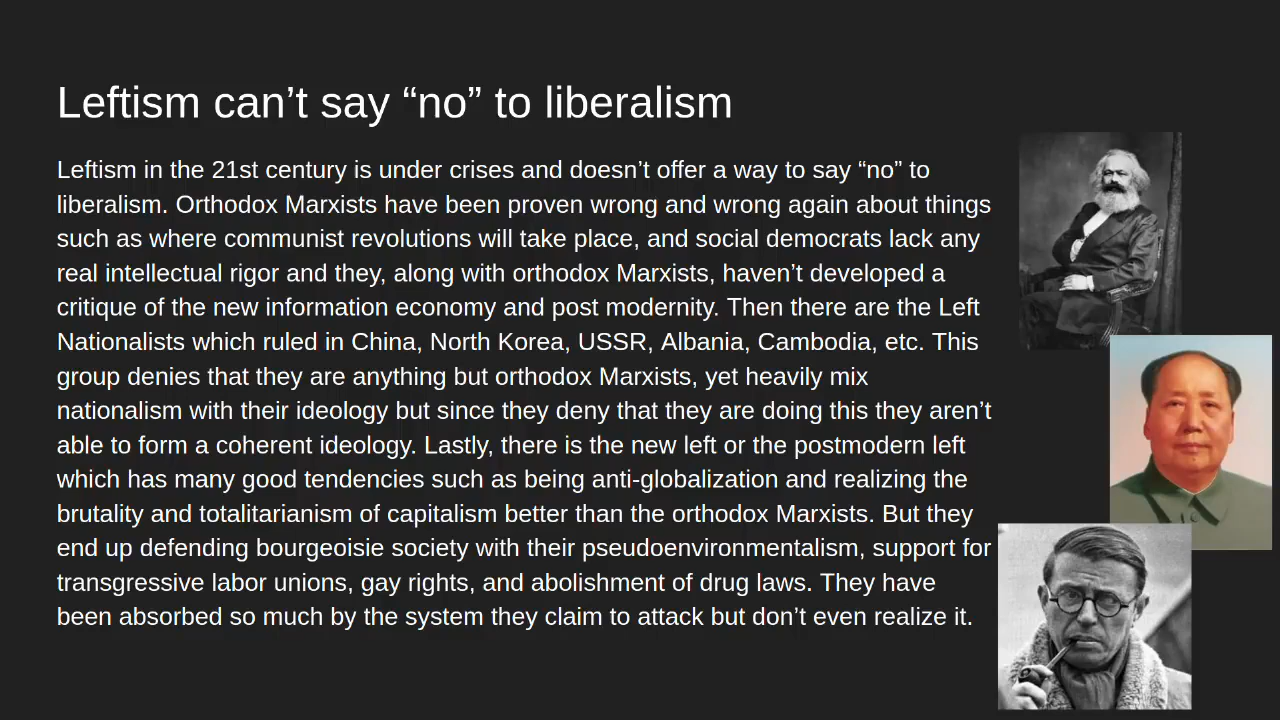 Leftism can’t say “no” to liberalism
Leftism in the 21st century is under crises and doesn’t offer a way to say “no” to
liberalism. Orthodox Marxists have been proven wrong and wrong again about things
such as where communist revolutions will take place, and social democrats lack any
real intellectual rigor and they, along with orthodox Marxists, haven’t developed a
critique of the new information economy and post modernity. Then there are the Left
Nationalists which ruled in China, North Korea, USSR, Albania, Cambodia, etc. This
group denies that they are anything but orthodox Marxists, yet heavily mix
nationalism with their ideology but since they deny that they are doing this they aren’t
able to form a coherent ideology. Lastly, there is the new left or the postmodern left
which has many good tendencies such as being anti-globalization and realizing the
brutality and totalitarianism of capitalism better than the orthodox Marxists. But they
end up defending bourgeoisie society with their pseudoenvironmentalism, support for
transgressive labor unions, gay rights, and abolishment of drug laws. They have
been absorbed so much by the system they claim to attack but don’t even realize it.